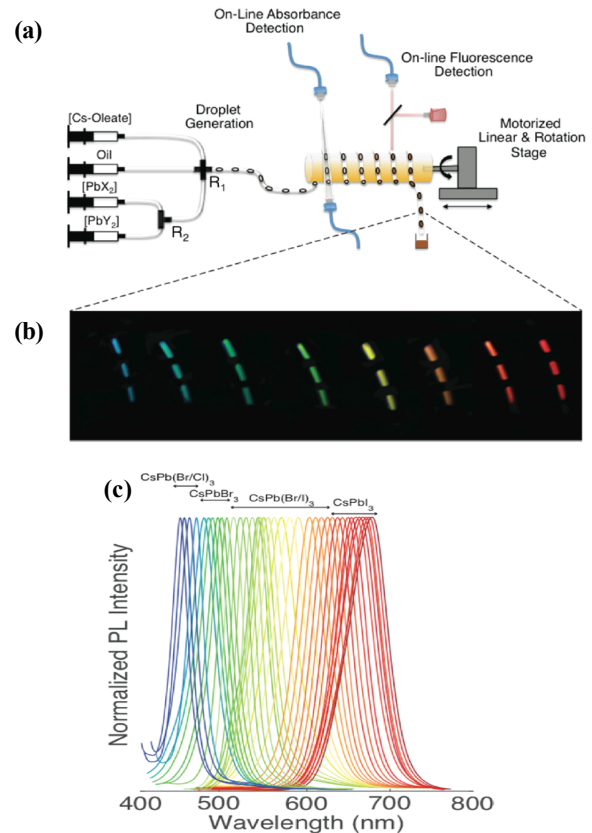 (a)
On-Line Absorbance
Detection
On-line Fluorescence
Detection
[Cs-Oleate]
Droplet
Generation
Motorized
Linear & Rotation
Stage
Oil
R1
[PbX2]
[PbY2]
R2
(b)
(c)
CsPb(Br/Cl)3
CsPbBr3
CsPb(Br/I)3
CsPbI3
Normalized PL Intensity
400 500 600 700 800
Wavelength (nm)